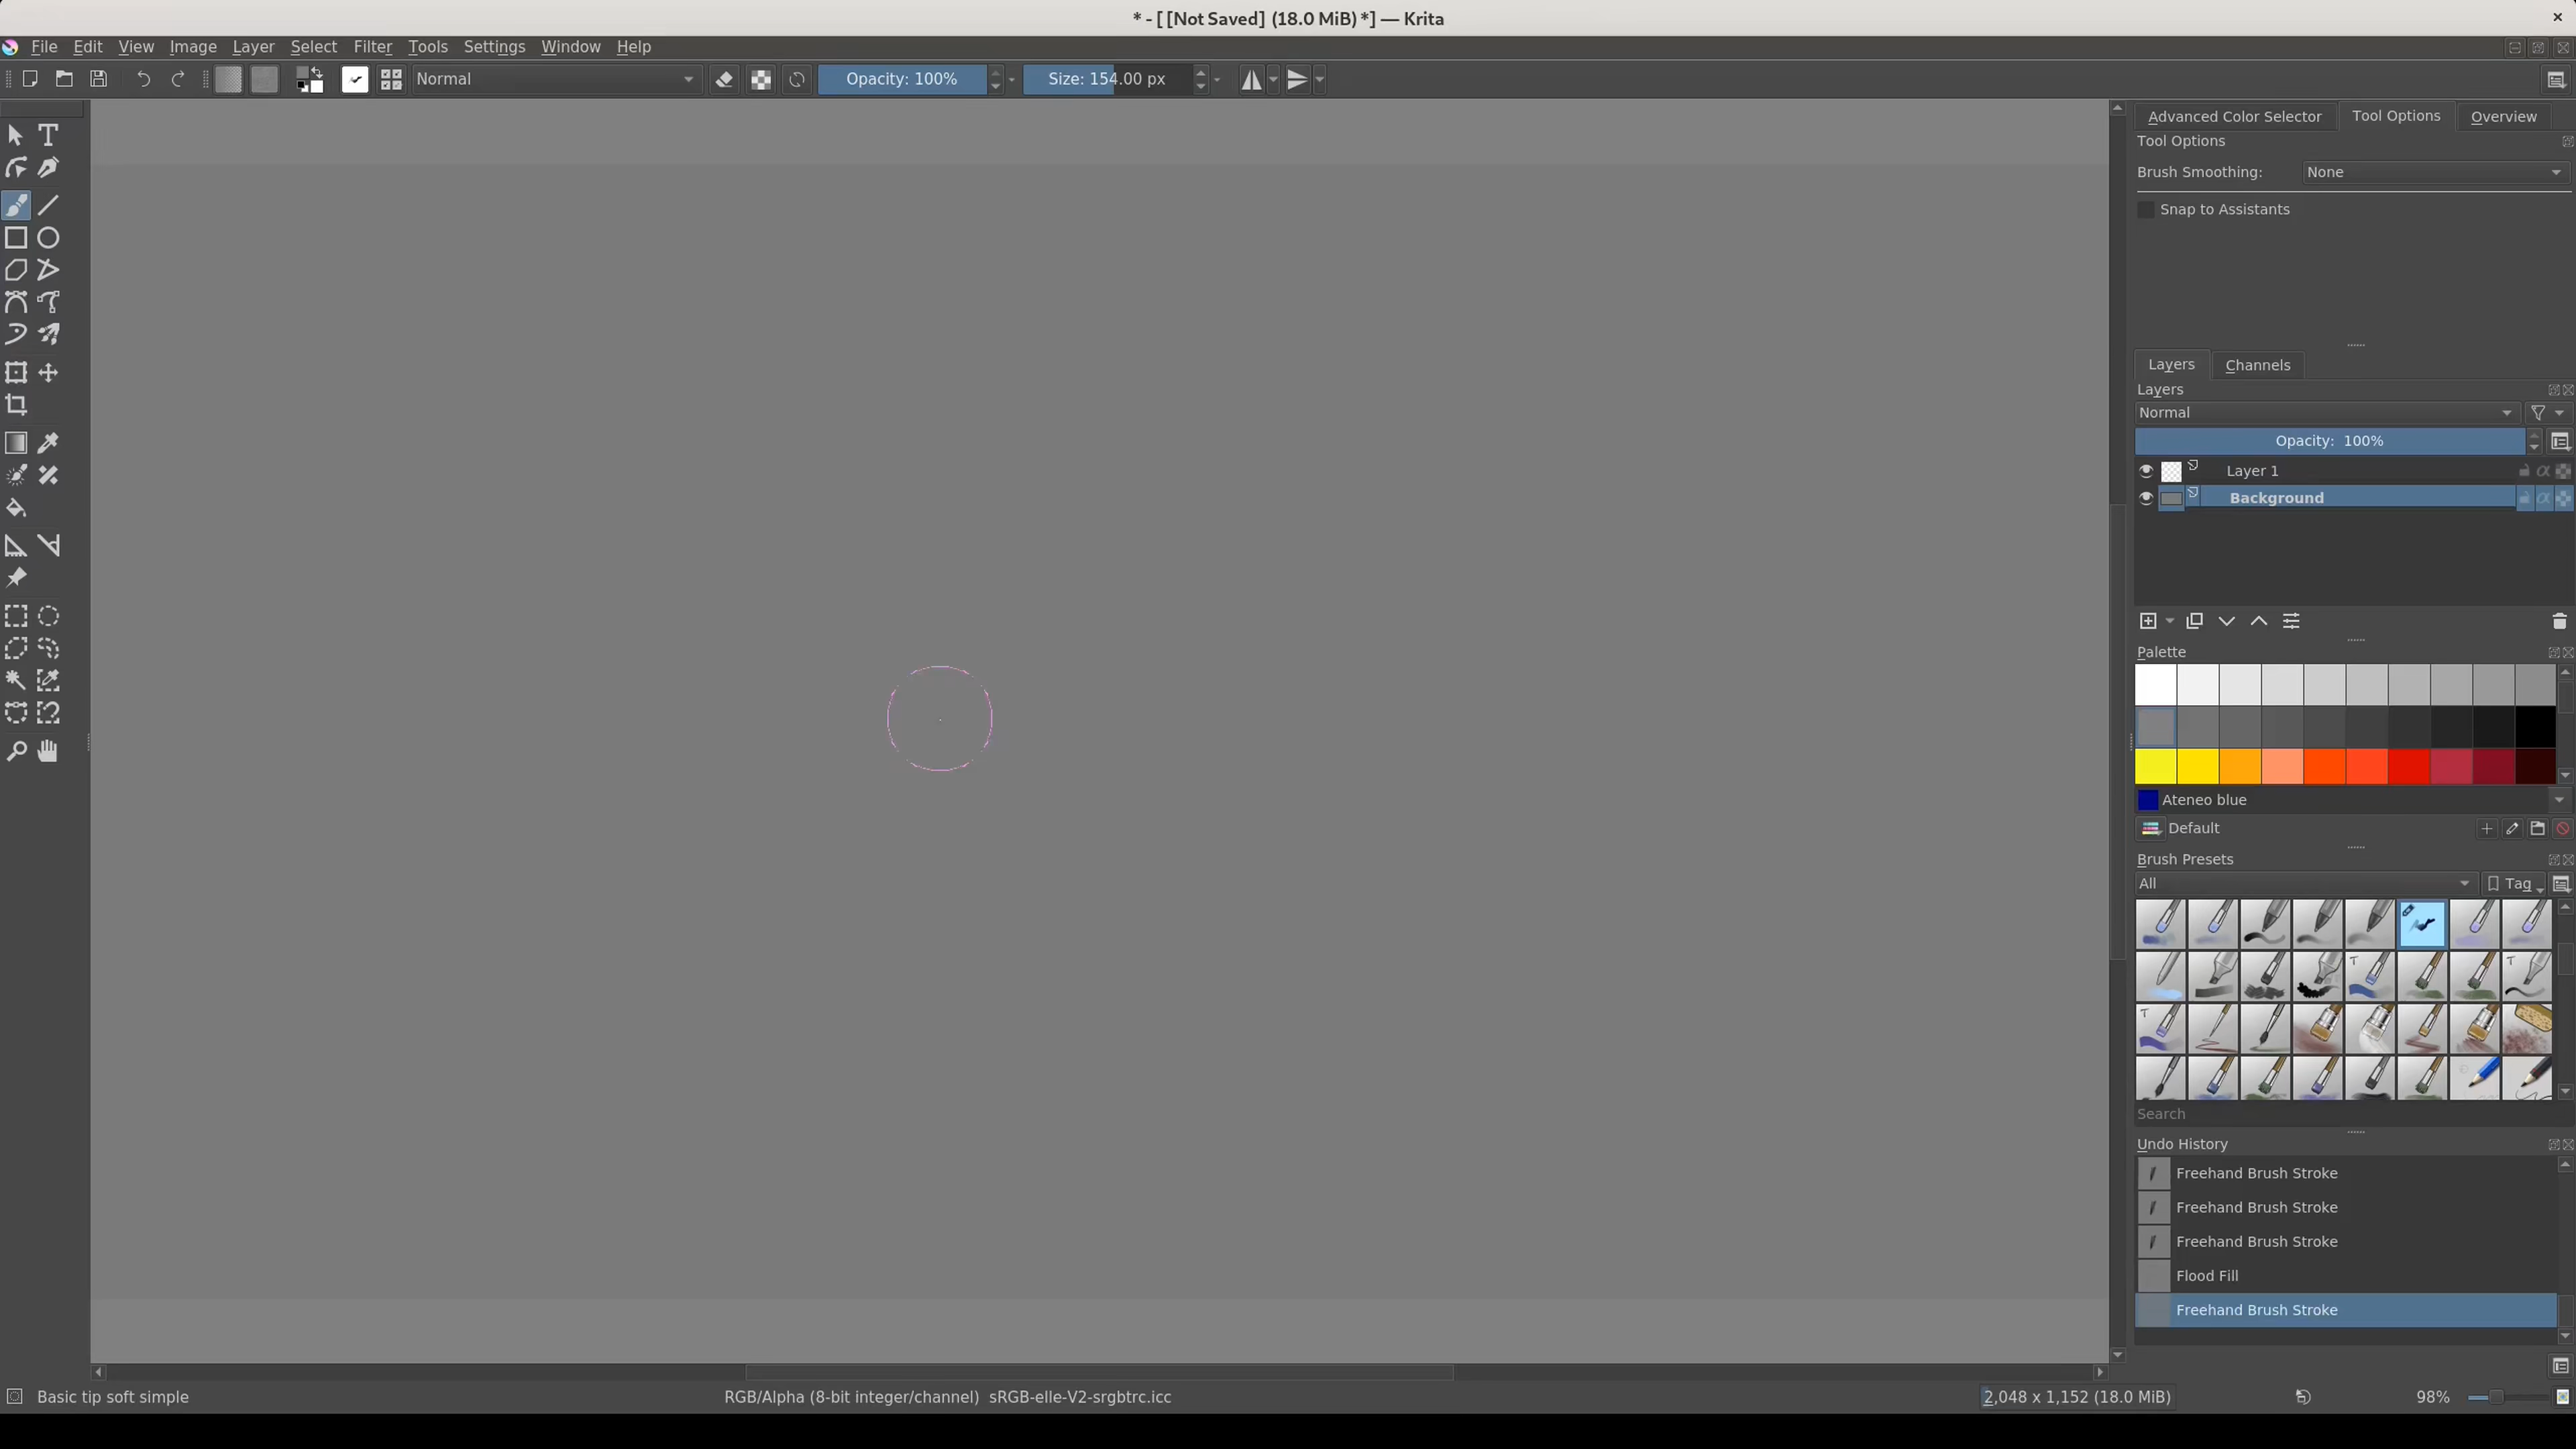 * - [ [Not Saved] (18.0 MiB) *] — Krita
File Edit View Image Layer Select Filter Tools Settings Window Help
Normal Opacity: 100% Size: 154.00 px
Advanced Color Selector Tool Options Overview
Tool Options
Brush Smoothing: None
Snap to Assistants
Layers Channels
Layers
Normal
Opacity: 100%
Layer 1
Background
Palette
Ateneo blue
Default
Brush Presets
All Tag
Search
Undo History
Freehand Brush Stroke
Freehand Brush Stroke
Freehand Brush Stroke
Flood Fill
Freehand Brush Stroke
Basic tip soft simple RGB/Alpha (8-bit integer/channel) sRGB-elle-V2-srgbtrc.icc 2,048 x 1,152 (18.0 MiB) 98%